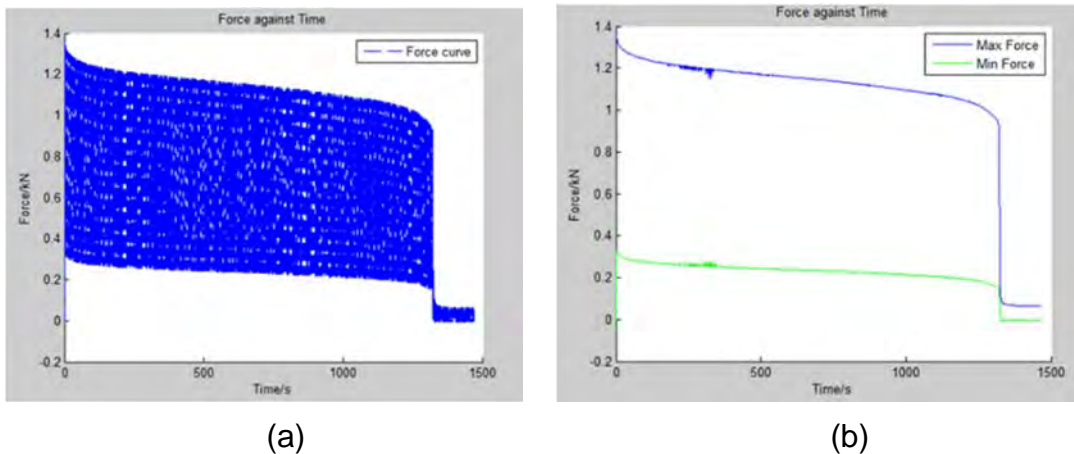 Force against Time
1.4
1.2
1
0.8
0.6
0.4
0.2
0
-0.2
Force/kN
Force curve
0 500 1000 1500
Time/s
(a)
Force against Time
1.4
1.2
1
0.8
0.6
0.4
0.2
0
-0.2
Force/kN
Max Force
Min Force
0 500 1000 1500
Time/s
(b)